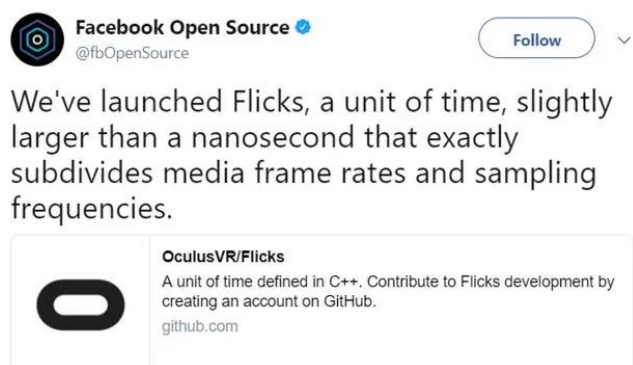 Facebook Open Source
@fbOpenSource
Follow
We've launched Flicks, a unit of time, slightly
larger than a nanosecond that exactly
subdivides media frame rates and sampling
frequencies.
OculusVR/Flicks
A unit of time defined in C++. Contribute to Flicks development by
creating an account on GitHub.
github.com